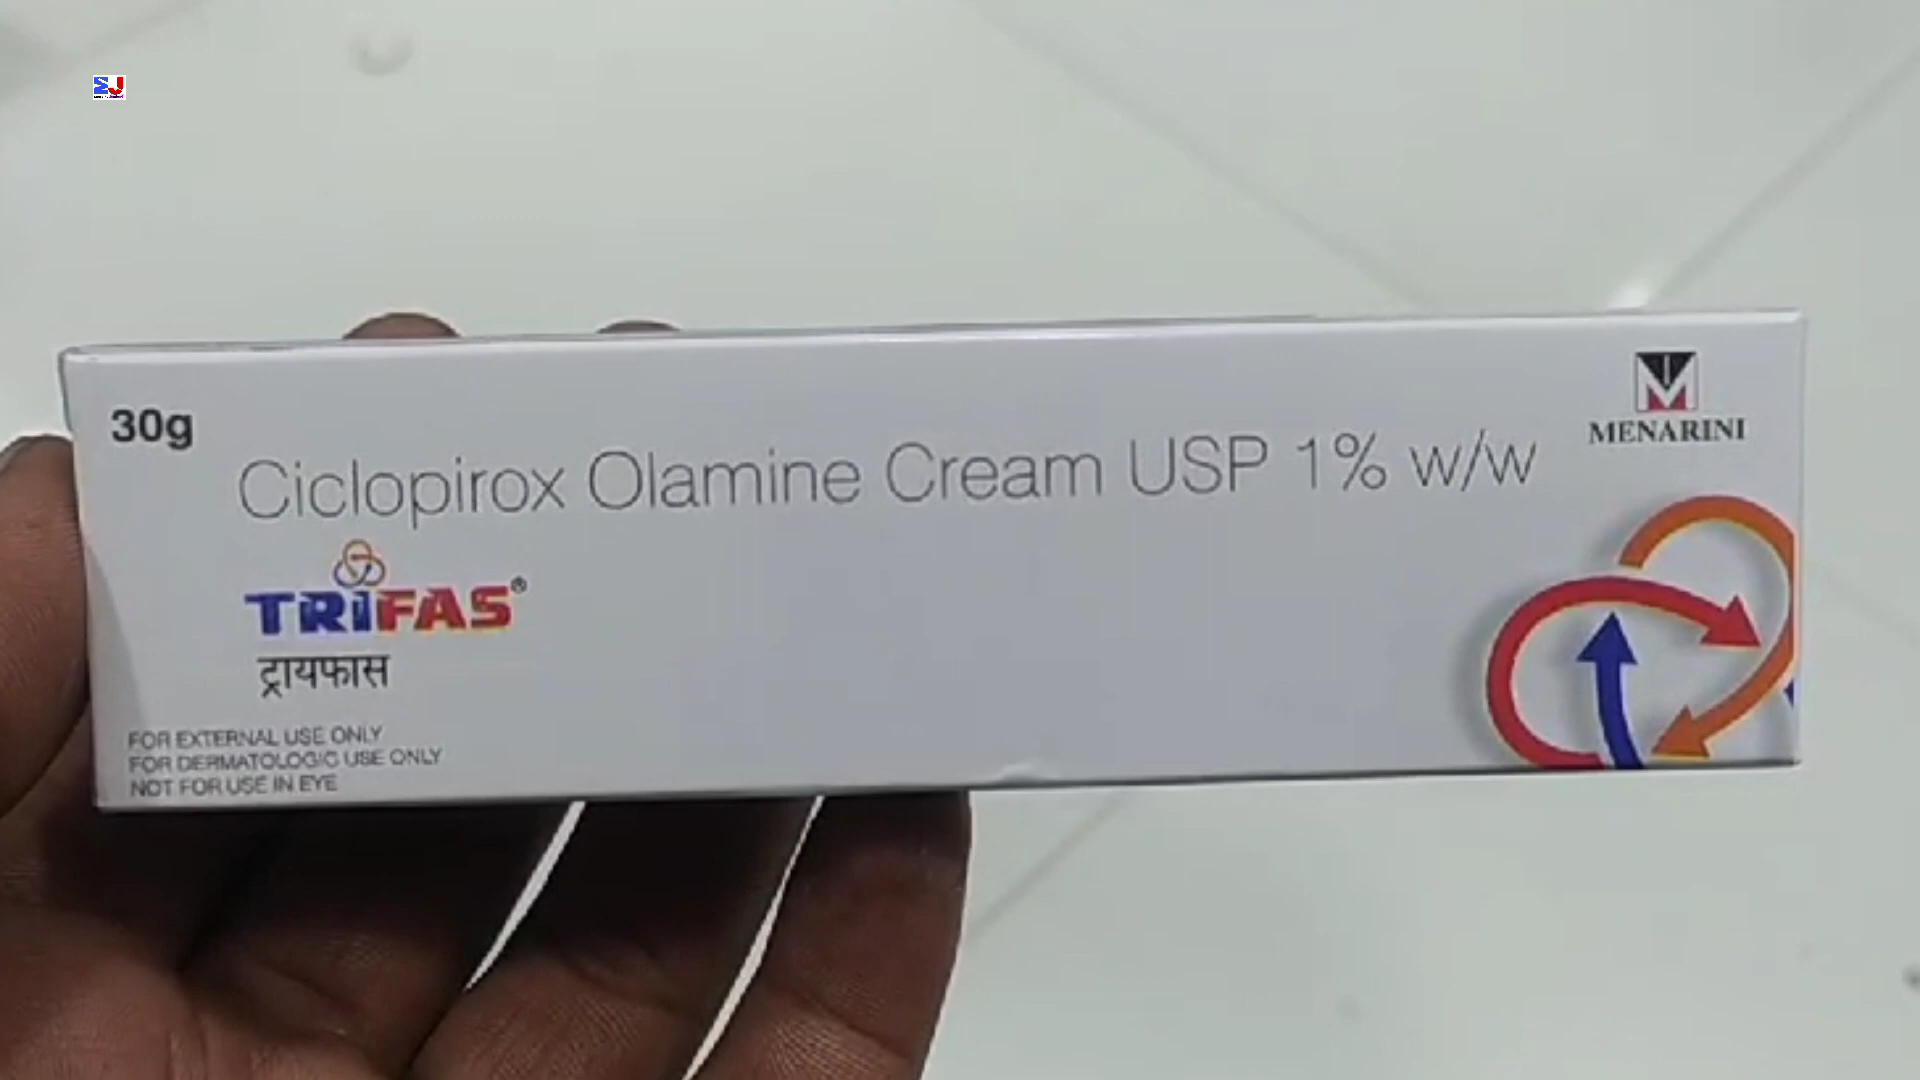 30g
MENARINI
Ciclopirox Olamine Cream USP 1% w/w
TRIFAS®
ट्रायफास
FOR EXTERNAL USE ONLY
FOR DERMATOLOGIC USE ONLY
NOT FOR USE IN EYE